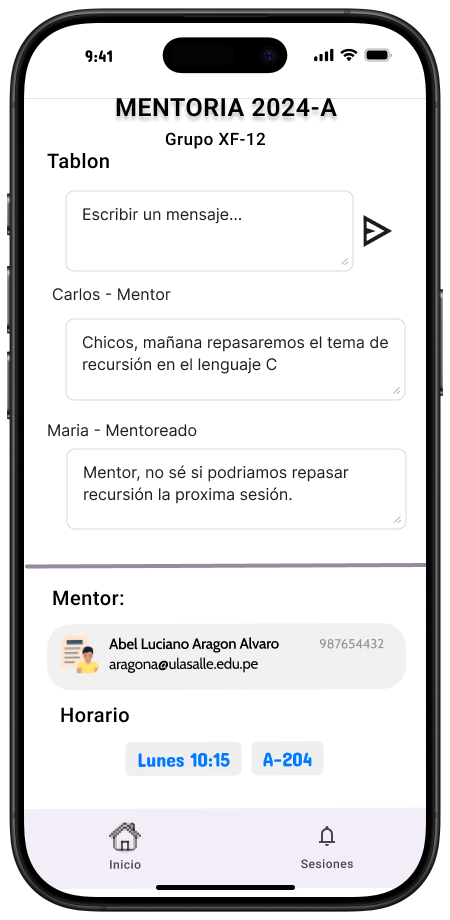 9:41
MENTORIA 2024-A
Grupo XF-12
Tablon
Escribir un mensaje...
Carlos - Mentor
Chicos, mañana repasaremos el tema de
recursión en el lenguaje C
Maria - Mentoreado
Mentor, no sé si podriamos repasar
recursión la proxima sesión.
Mentor:
Abel Luciano Aragon Alvaro 987654432
aragona@ulasalle.edu.pe
Horario
Lunes 10:15 A-204
Inicio Sesiones